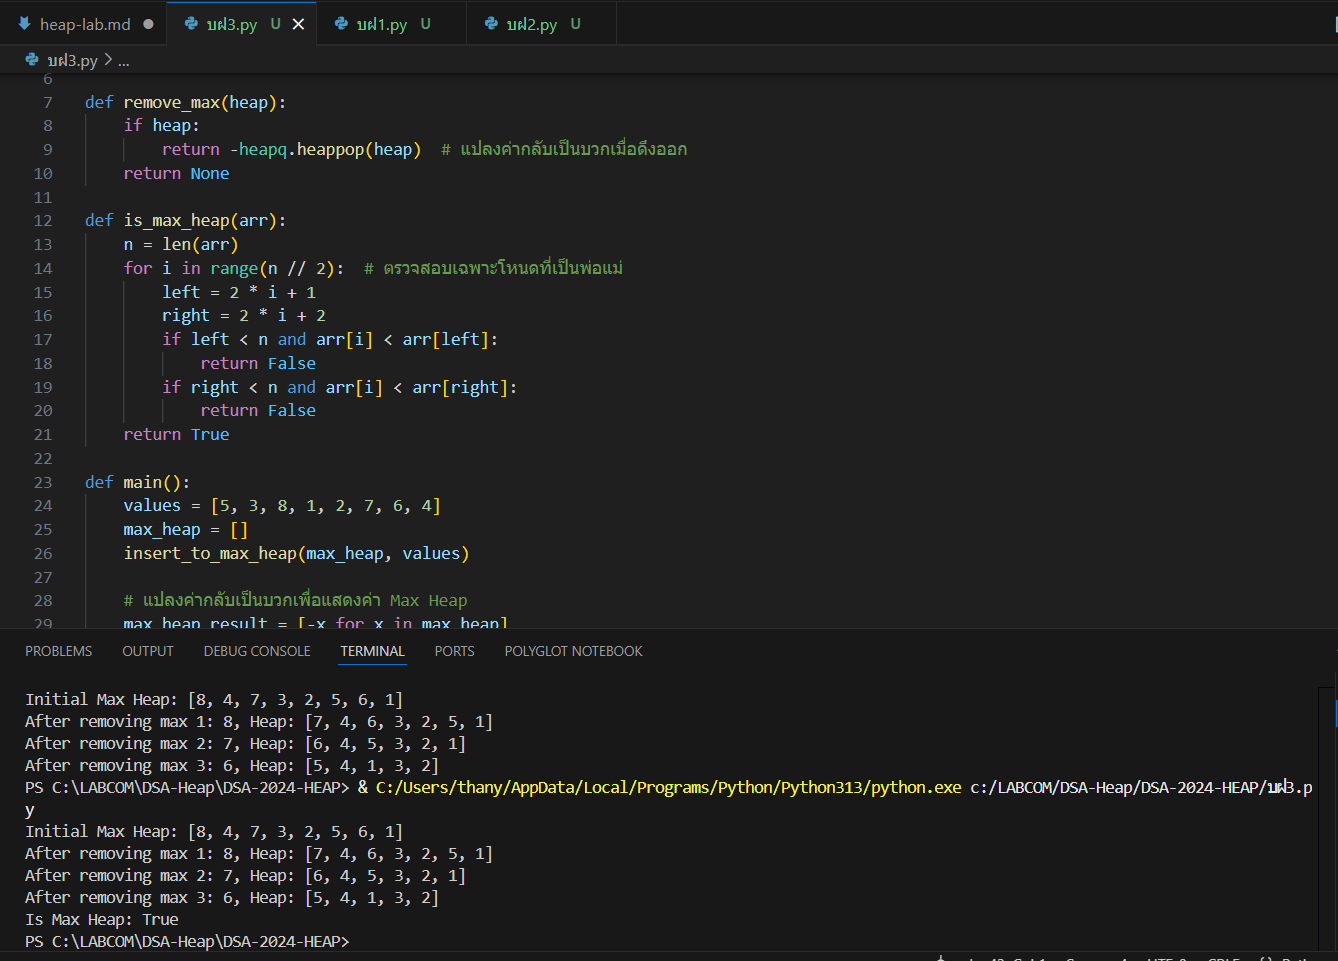 heap-lab.md ● บฝ3.py U × บฝ1.py U บฝ2.py U
บฝ3.py > ...
6
7 def remove_max(heap):
8 if heap:
9 return -heapq.heappop(heap) # แปลงค่ากลับเป็นบวกเมื่อดึงออก
10 return None
11
12 def is_max_heap(arr):
13 n = len(arr)
14 for i in range(n // 2): # ตรวจสอบเฉพาะโหนดที่เป็นพ่อแม่
15 left = 2 * i + 1
16 right = 2 * i + 2
17 if left < n and arr[i] < arr[left]:
18 return False
19 if right < n and arr[i] < arr[right]:
20 return False
21 return True
22
23 def main():
24 values = [5, 3, 8, 1, 2, 7, 6, 4]
25 max_heap = []
26 insert_to_max_heap(max_heap, values)
27
28 # แปลงค่ากลับเป็นบวกเพื่อแสดงค่า Max Heap
29 max_heap_result = [-x for x in max_heap]
PROBLEMS OUTPUT DEBUG CONSOLE TERMINAL PORTS POLYGLOT NOTEBOOK
Initial Max Heap: [8, 4, 7, 3, 2, 5, 6, 1]
After removing max 1: 8, Heap: [7, 4, 6, 3, 2, 5, 1]
After removing max 2: 7, Heap: [6, 4, 5, 3, 2, 1]
After removing max 3: 6, Heap: [5, 4, 1, 3, 2]
PS C:\LABCOM\DSA-Heap\DSA-2024-HEAP> & C:/Users/thany/AppData/Local/Programs/Python/Python313/python.exe c:/LABCOM/DSA-Heap/DSA-2024-HEAP/บฝ3.p
y
Initial Max Heap: [8, 4, 7, 3, 2, 5, 6, 1]
After removing max 1: 8, Heap: [7, 4, 6, 3, 2, 5, 1]
After removing max 2: 7, Heap: [6, 4, 5, 3, 2, 1]
After removing max 3: 6, Heap: [5, 4, 1, 3, 2]
Is Max Heap: True
PS C:\LABCOM\DSA-Heap\DSA-2024-HEAP>